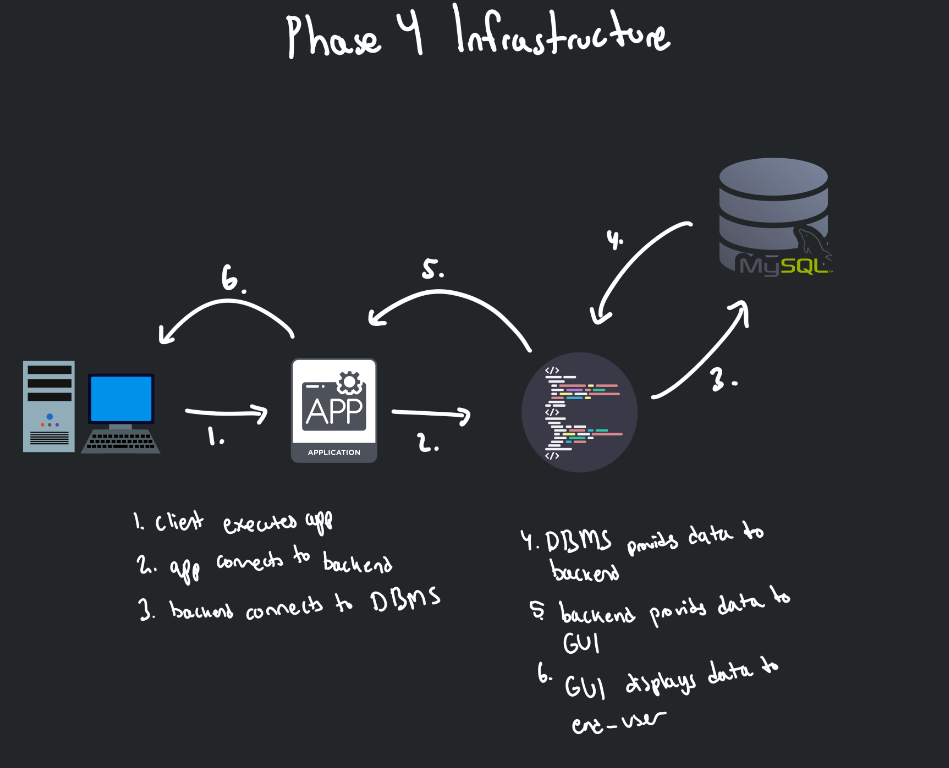 Phase 4 Infrastructure
MySQL
4.
5.
6.
3.
</>
APP
</>
1.
2.
APPLICATION
</>
1. client executes app
2. app connects to backend
3. backend connects to DBMS
4. DBMS provids data to
backend
5. backend provids data to
GUI
6. GUI displays data to
end-user